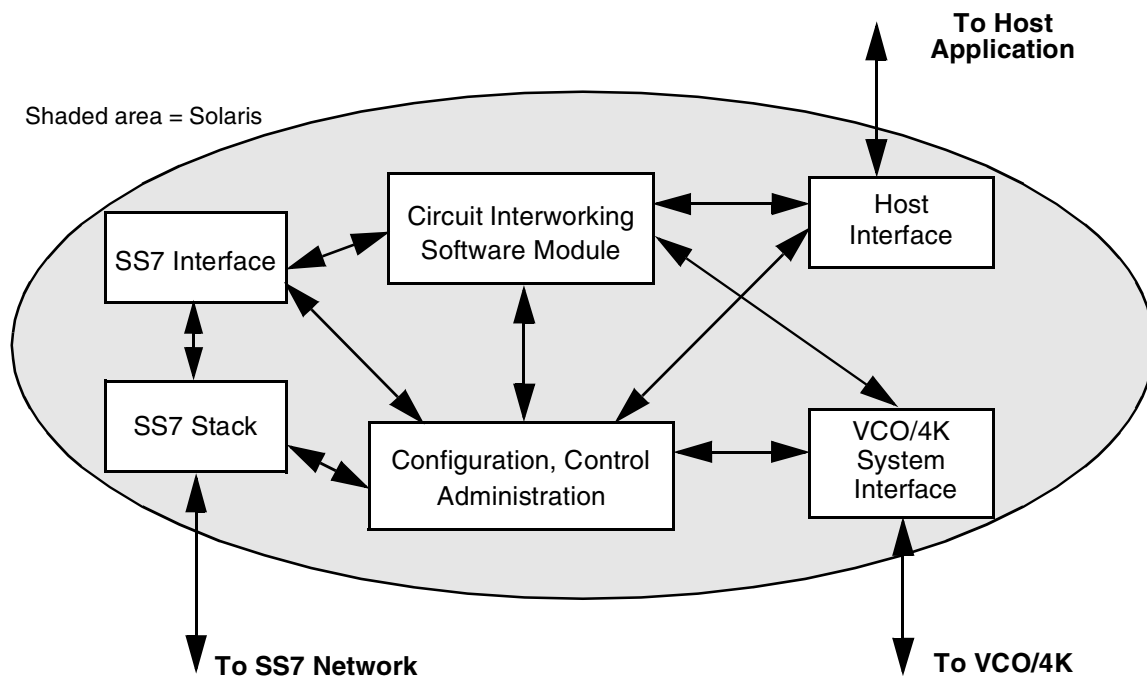 To Host
Application
Shaded area = Solaris
Circuit Interworking
Software Module
Host
Interface
SS7 Interface
SS7 Stack
Configuration, Control
Administration
VCO/4K
System
Interface
To SS7 Network
To VCO/4K